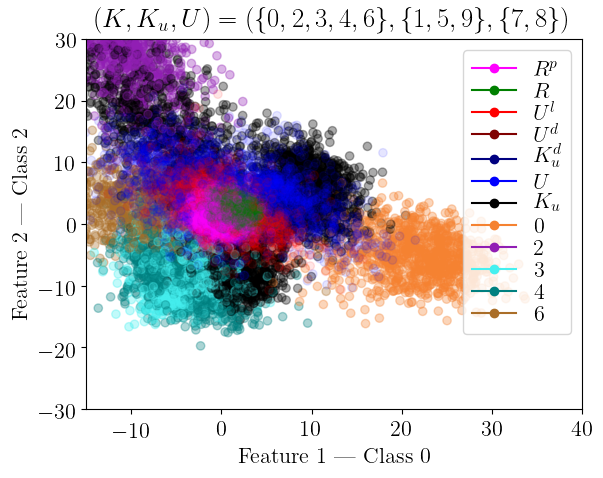 (K, K_u, U) = ({0, 2, 3, 4, 6}, {1, 5, 9}, {7, 8})
30
20
10
0
−10
−20
−30
Feature 2 — Class 2
R^p
R
U^l
U^d
K_u^d
U
K_u
0
2
3
4
6
−10
0
10
20
30
40
Feature 1 — Class 0